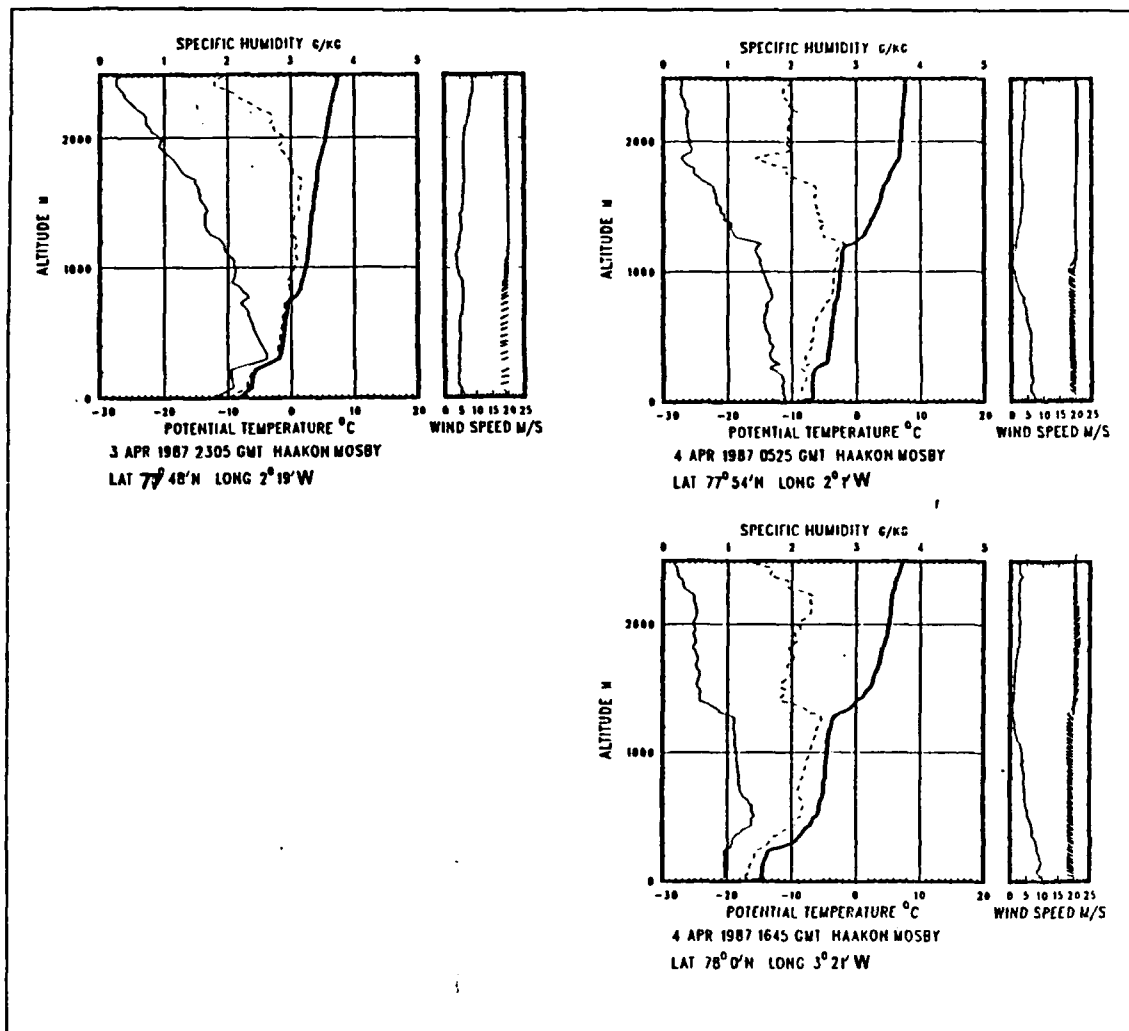 SPECIFIC HUMIDITY G/KG
0 1 2 3 4 5
ALTITUDE M
2000
1000
0
-30 -20 -10 0 10 20
POTENTIAL TEMPERATURE °C
0 5 10 15 20 25
WIND SPEED M/S
3 APR 1987 2305 GMT HAAKON MOSBY
LAT 77° 48'N LONG 2° 19'W
SPECIFIC HUMIDITY G/KG
0 1 2 3 4 5
ALTITUDE M
2000
1000
0
-30 -20 -10 0 10 20
POTENTIAL TEMPERATURE °C
0 5 10 15 20 25
WIND SPEED M/S
4 APR 1987 0525 GMT HAAKON MOSBY
LAT 77° 54'N LONG 2° 1'W
SPECIFIC HUMIDITY G/KG
0 1 2 3 4 5
ALTITUDE M
2000
1000
0
-30 -20 -10 0 10 20
POTENTIAL TEMPERATURE °C
0 5 10 15 20 25
WIND SPEED M/S
4 APR 1987 1645 GMT HAAKON MOSBY
LAT 78° 0'N LONG 3° 21'W